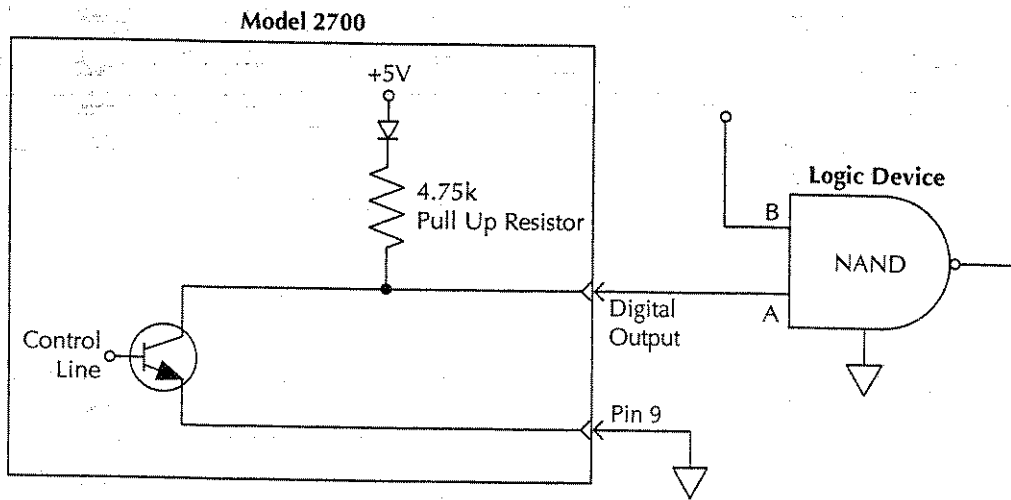 Model 2700
+5V
4.75k
Pull Up Resistor
Logic Device
B
NAND
A
Digital
Output
Control
Line
Pin 9